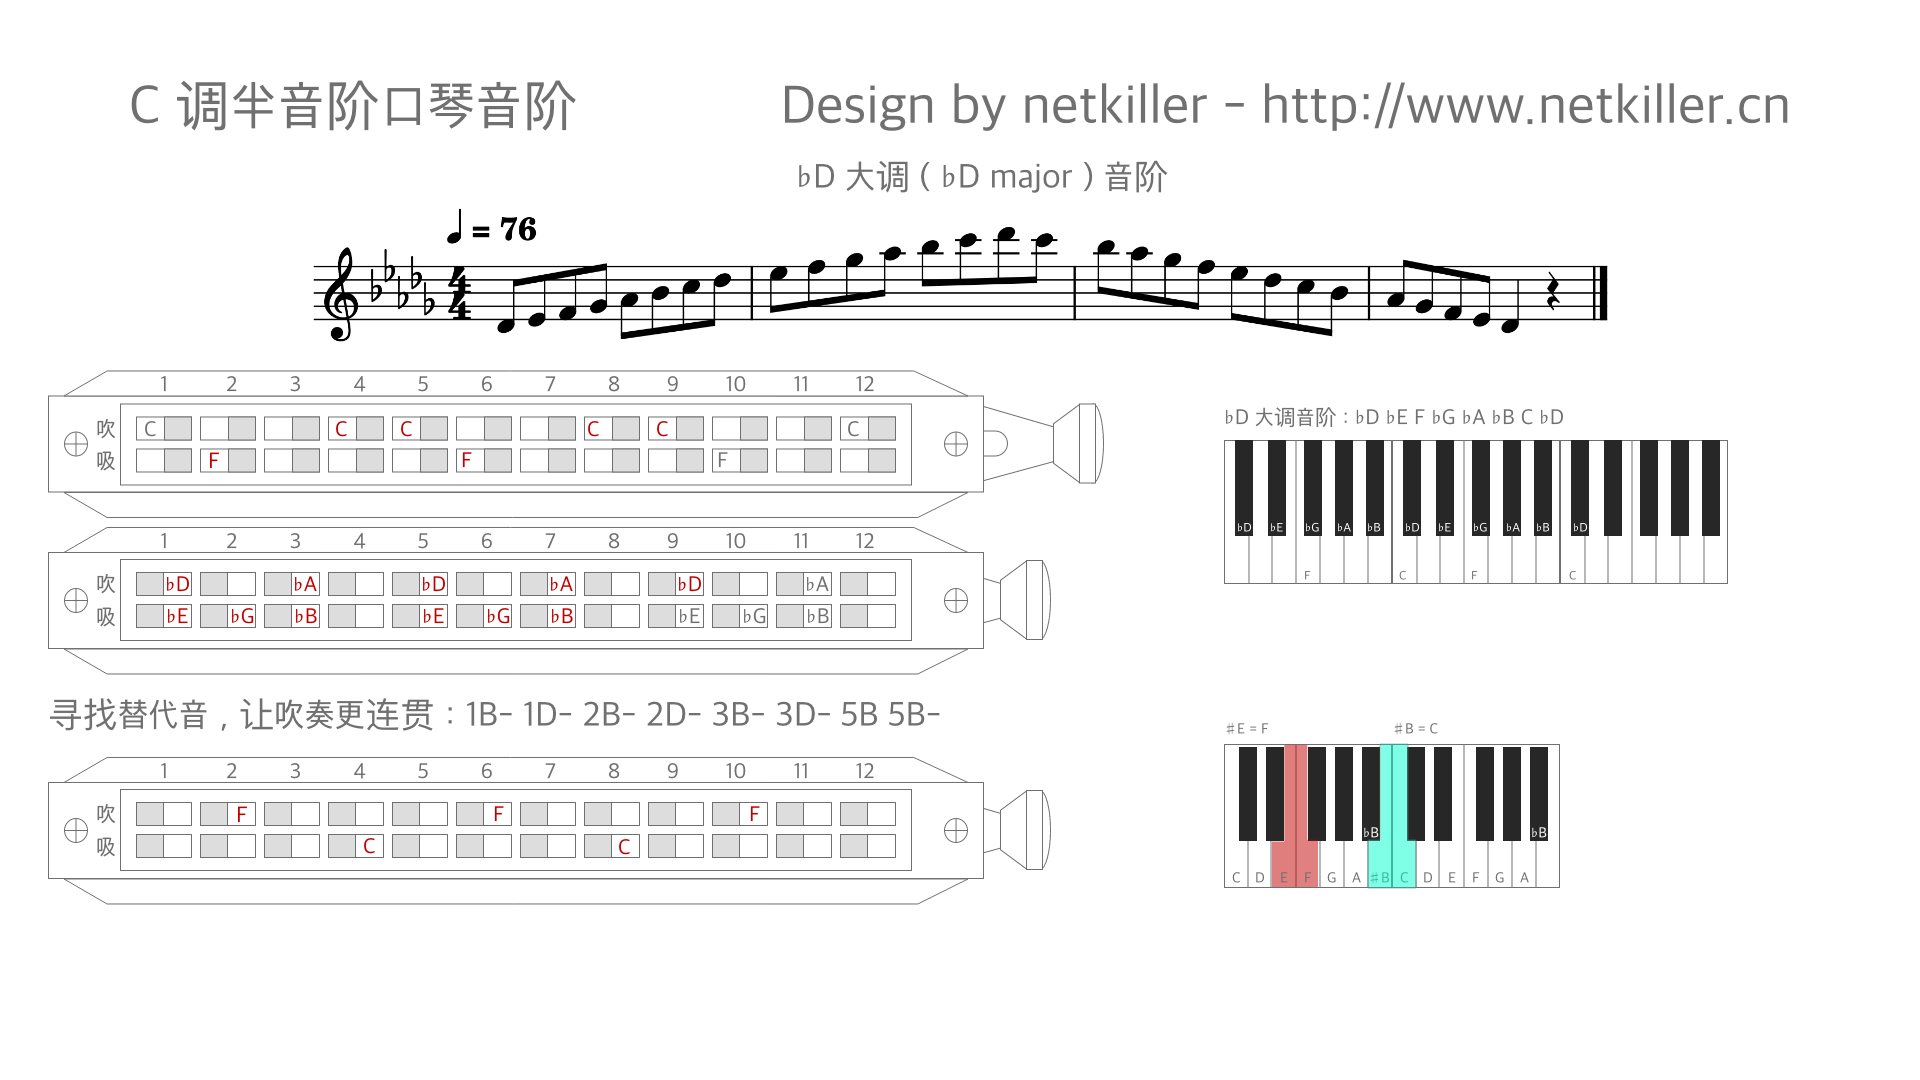 C 调半音阶口琴音阶
Design by netkiller - http://www.netkiller.cn
♭D 大调 ( ♭D major ) 音阶
= 76
4
4
1 2 3 4 5 6 7 8 9 10 11 12
吹 C C C C C C
吸 F F F
♭D 大调音阶 : ♭D ♭E F ♭G ♭A ♭B C ♭D
♭D ♭E ♭G ♭A ♭B ♭D ♭E ♭G ♭A ♭B ♭D
F C F C
1 2 3 4 5 6 7 8 9 10 11 12
吹 ♭D ♭A ♭D ♭A ♭D ♭A
吸 ♭E ♭G ♭B ♭E ♭G ♭B ♭E ♭G ♭B
寻找替代音 , 让吹奏更连贯 : 1B- 1D- 2B- 2D- 3B- 3D- 5B 5B-
1 2 3 4 5 6 7 8 9 10 11 12
吹 F F F
吸 C C
♯E = F ♯B = C
♭B ♭B
C D E F G A ♯B C D E F G A